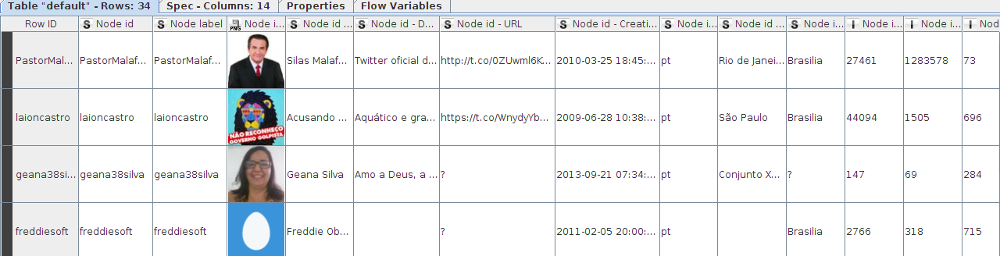 Table "default" - Rows: 34 Spec - Columns: 14 Properties Flow Variables
Row ID S Node id S Node label PNG Node i... S Node id ... S Node id - D... S Node id - URL S Node id - Creati... S Node i... S Node id ... S Node i... I Node i... I Node i... I Nod
PastorMal... PastorMalaf... PastorMalaf... Silas Malaf... Twitter oficial d... http://t.co/0ZUwml6K... 2010-03-25 18:45:... pt Rio de Janei... Brasilia 27461 1283578 73
laioncastro laioncastro laioncastro Acusando ... Aquático e gra... https://t.co/WnydyYb... 2009-06-28 10:38:... pt São Paulo Brasilia 44094 1505 696
NÃO RECONHEÇO
GOVERNO GOLPISTA
geana38si... geana38silva geana38silva Geana Silva Amo a Deus, a ... ? 2013-09-21 07:34:... pt Conjunto X... ? 147 69 284
freddiesoft freddiesoft freddiesoft Freddie Ob... ? 2011-02-05 20:00:... pt Brasilia 2766 318 715